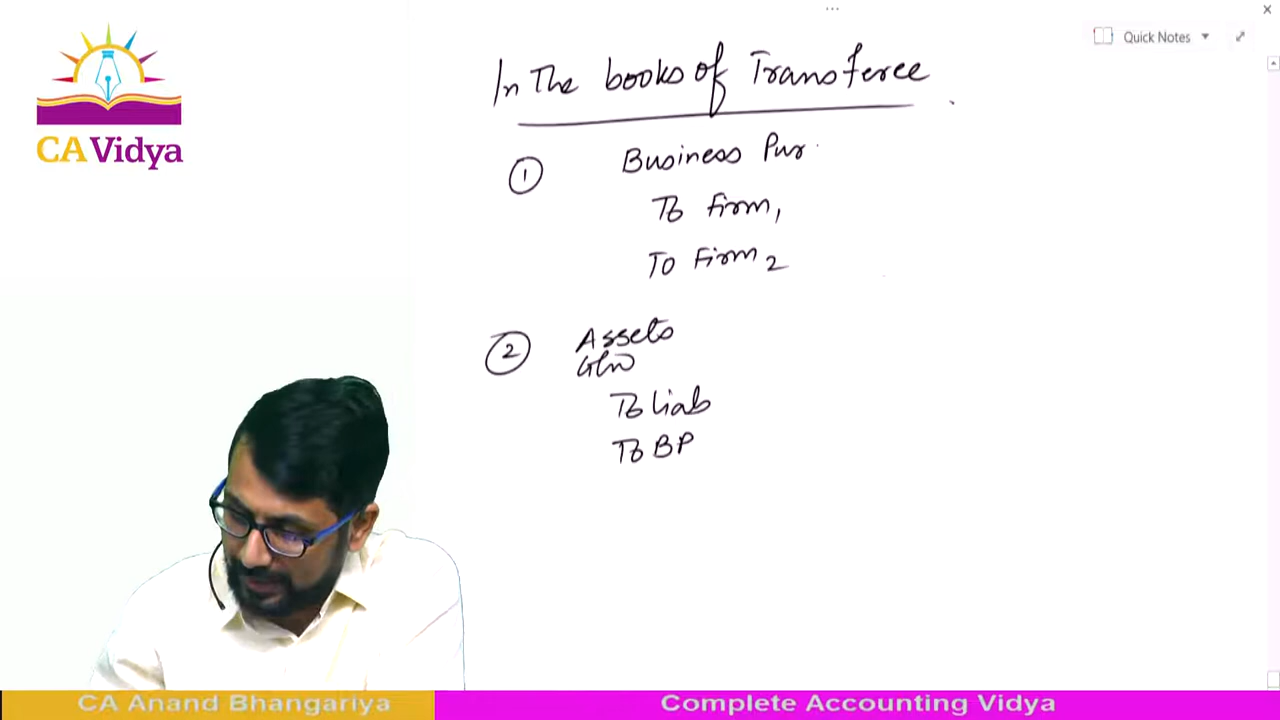 CA Vidya
Quick Notes
In The books of Transferee
1 Business Pur
To Firm 1
To Firm 2
2 Assets
G/w
To Liab
To BP
CA Anand Bhangariya
Complete Accounting Vidya